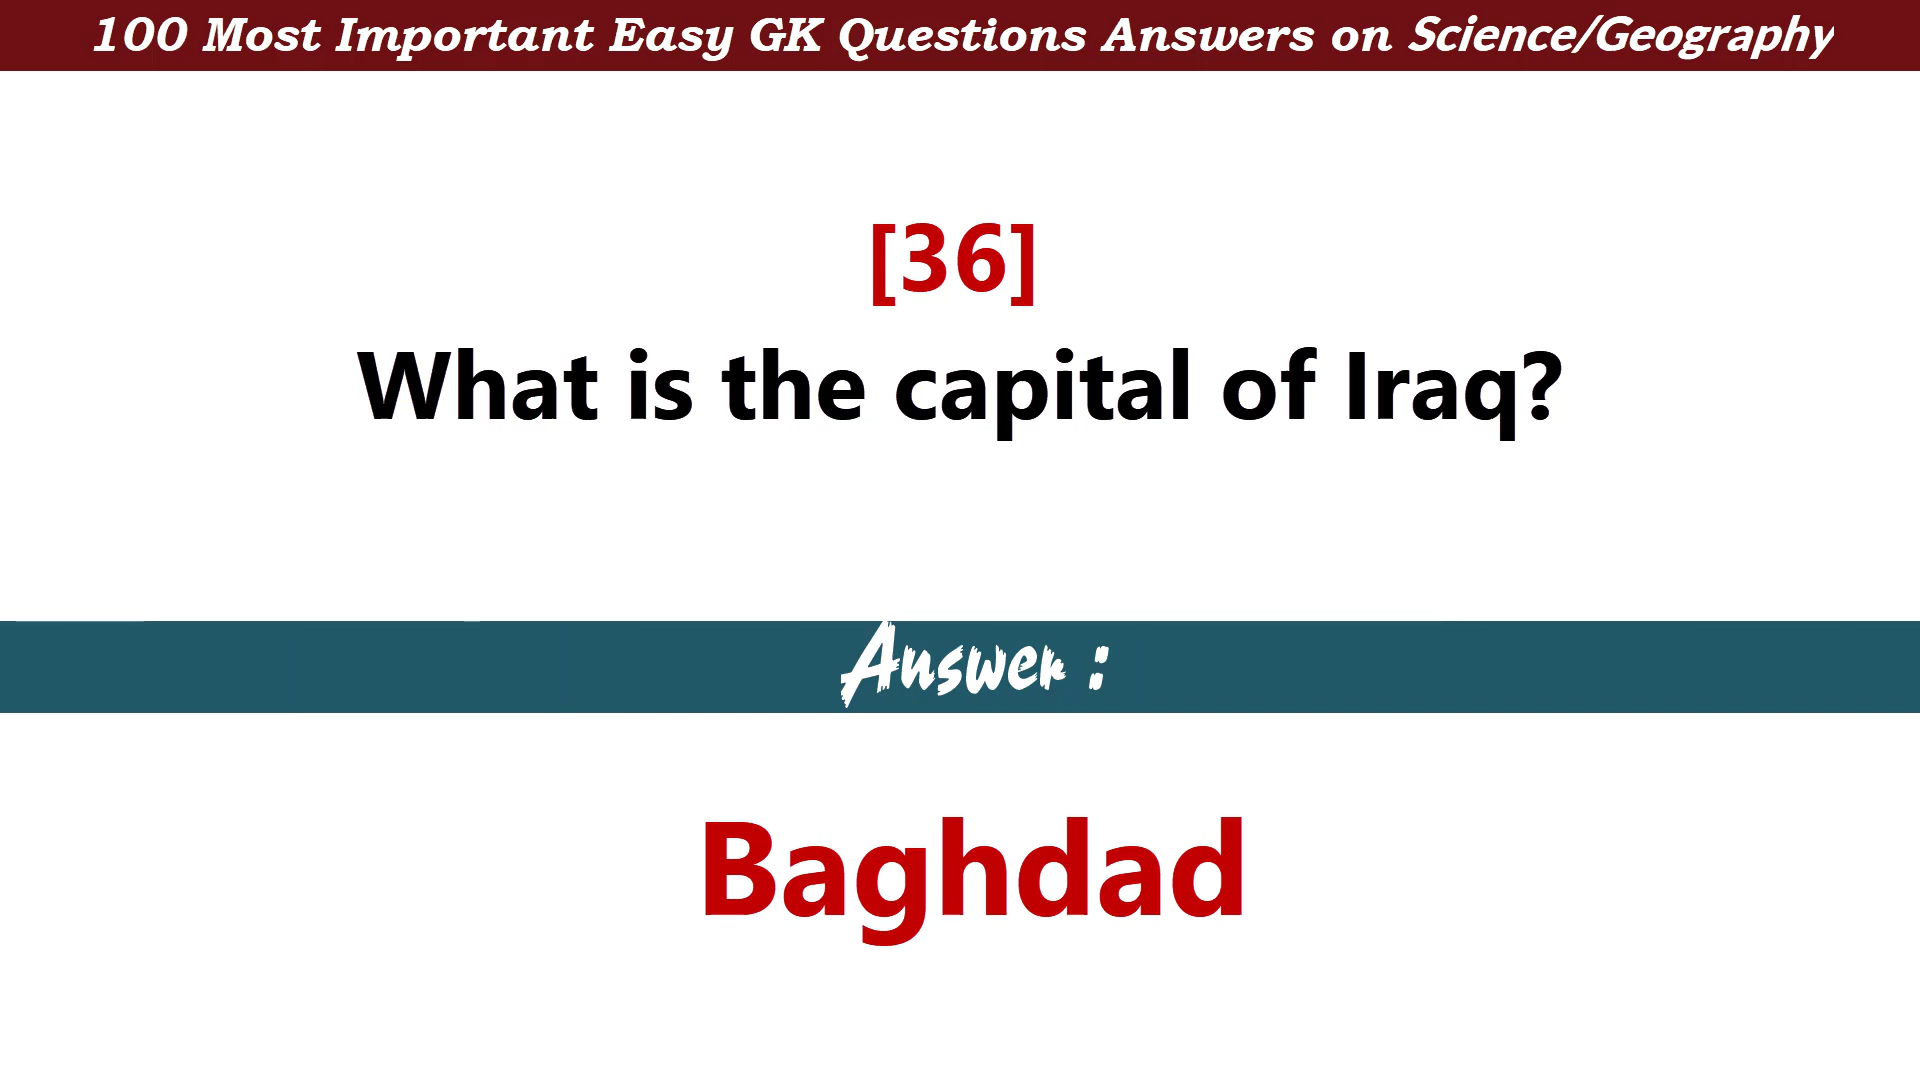 100 Most Important Easy GK Questions Answers on Science/Geography
[36]
What is the capital of Iraq?
Answer :
Baghdad